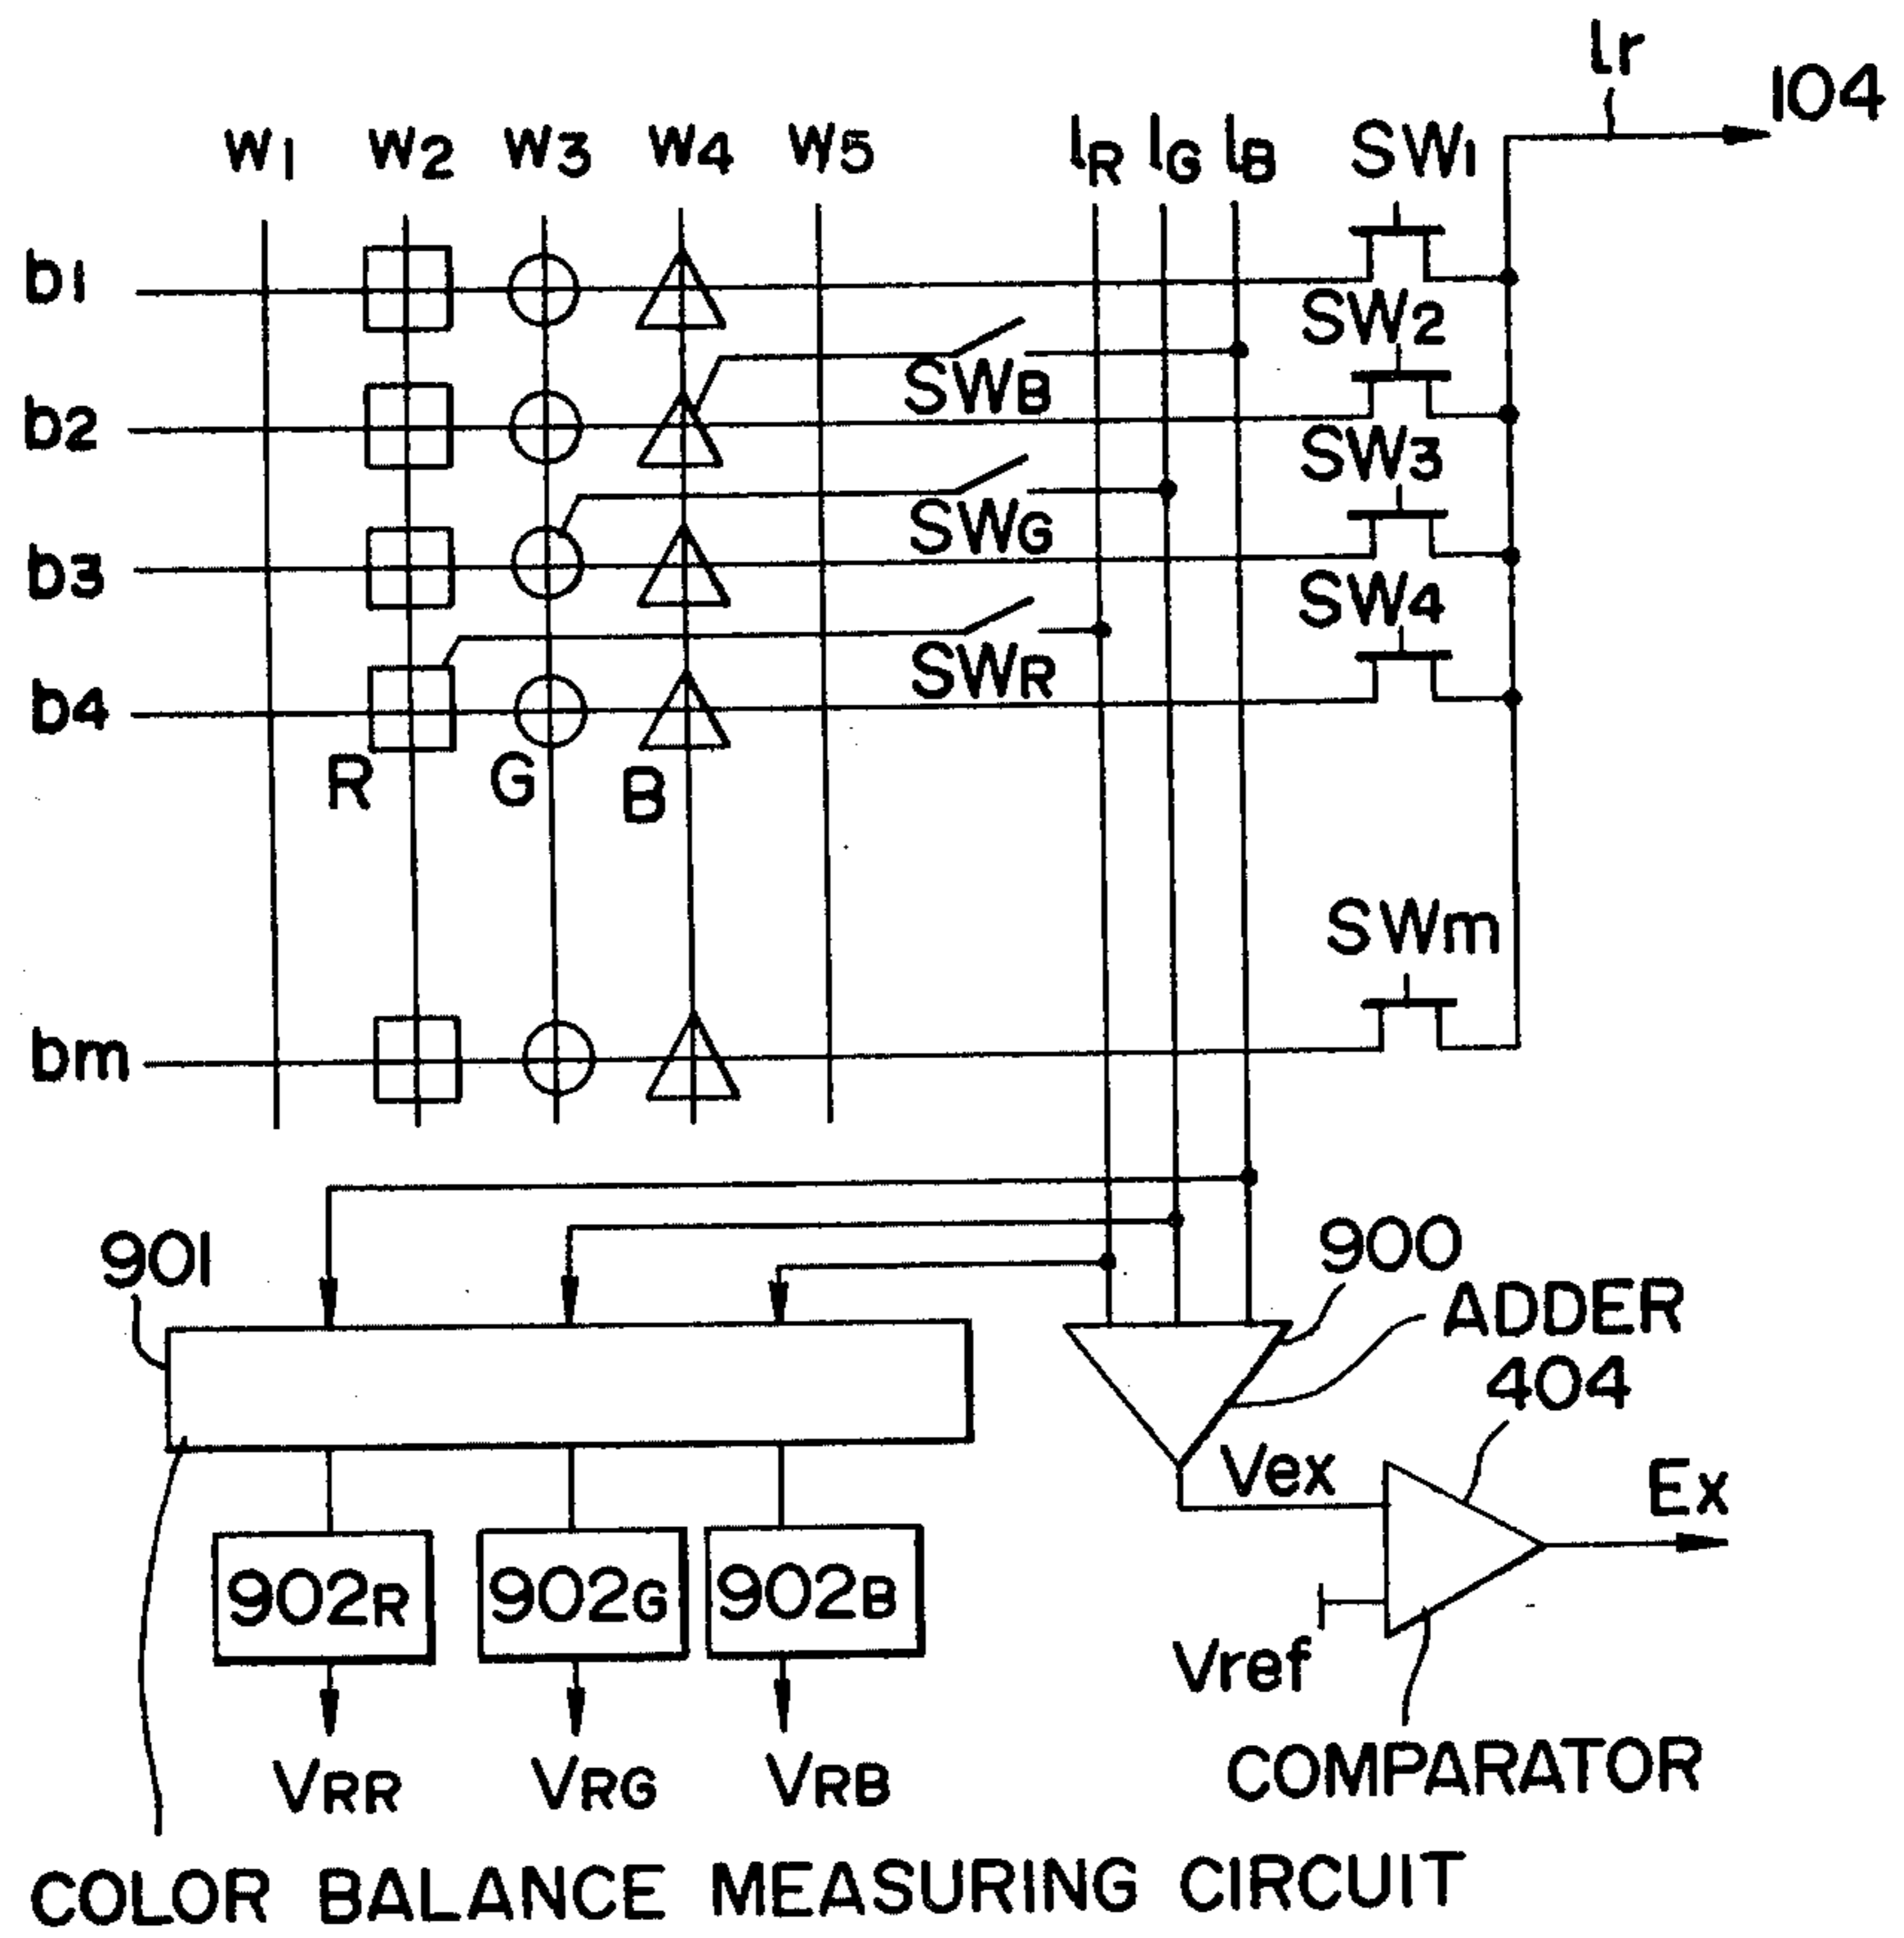 lr
104
W1 W2 W3 W4 W5 lR lG lB SW1
b1
SW2
SWB
b2
SW3
SWG
b3
SW4
SWR
b4
R G B
SWm
bm
901
900
ADDER
404
Vex
Ex
902R 902G 902B
Vref
VRR VRG VRB
COMPARATOR
COLOR BALANCE MEASURING CIRCUIT